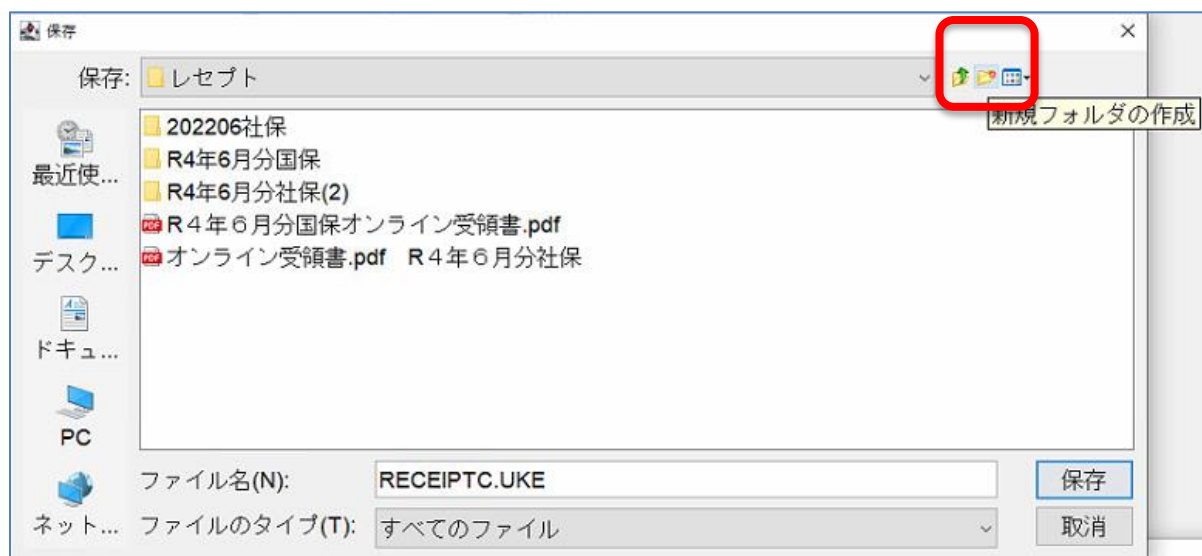 保存
保存: レセプト
新規フォルダの作成
202206社保
R4年6月分国保
R4年6月分社保(2)
R４年６月分国保オンライン受領書.pdf
オンライン受領書.pdf　R４年６月分社保
最近使...
デスク...
ドキュ...
PC
ネット...
ファイル名(N): RECEIPTC.UKE 保存
ファイルのタイプ(T): すべてのファイル 取消